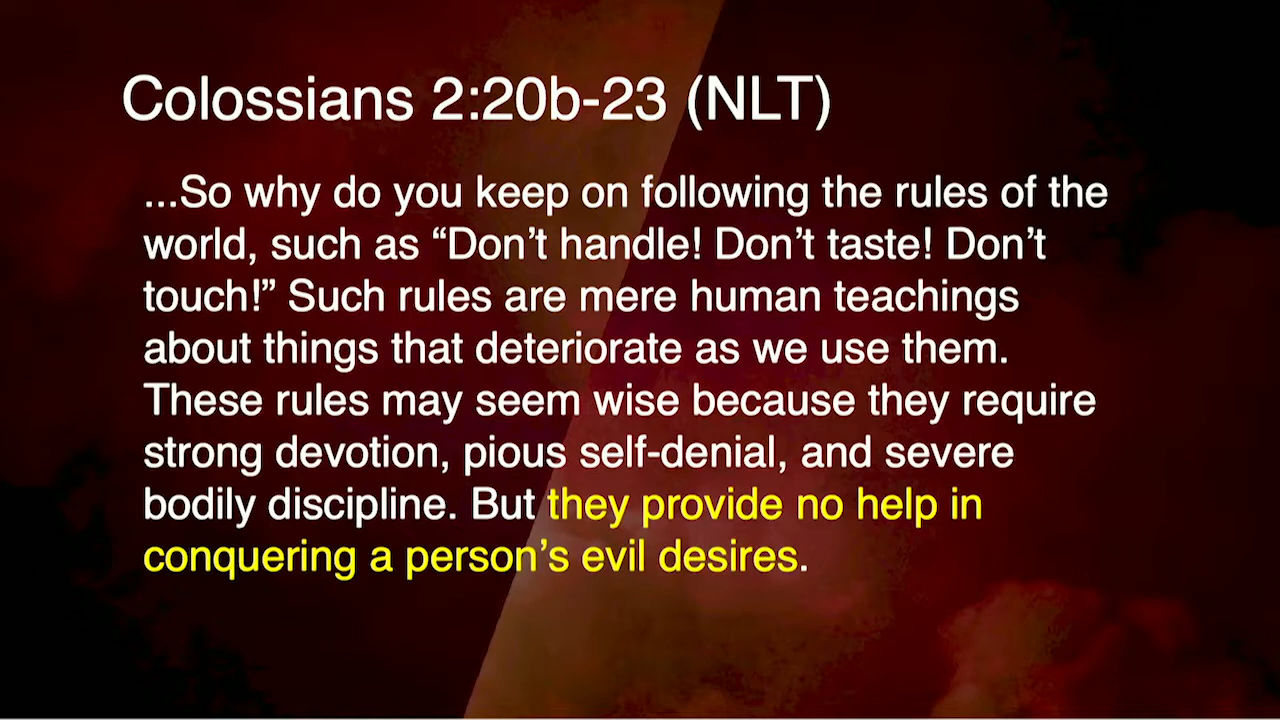 Colossians 2:20b-23 (NLT)
...So why do you keep on following the rules of the
world, such as “Don’t handle! Don’t taste! Don’t
touch!” Such rules are mere human teachings
about things that deteriorate as we use them.
These rules may seem wise because they require
strong devotion, pious self-denial, and severe
bodily discipline. But they provide no help in
conquering a person’s evil desires.